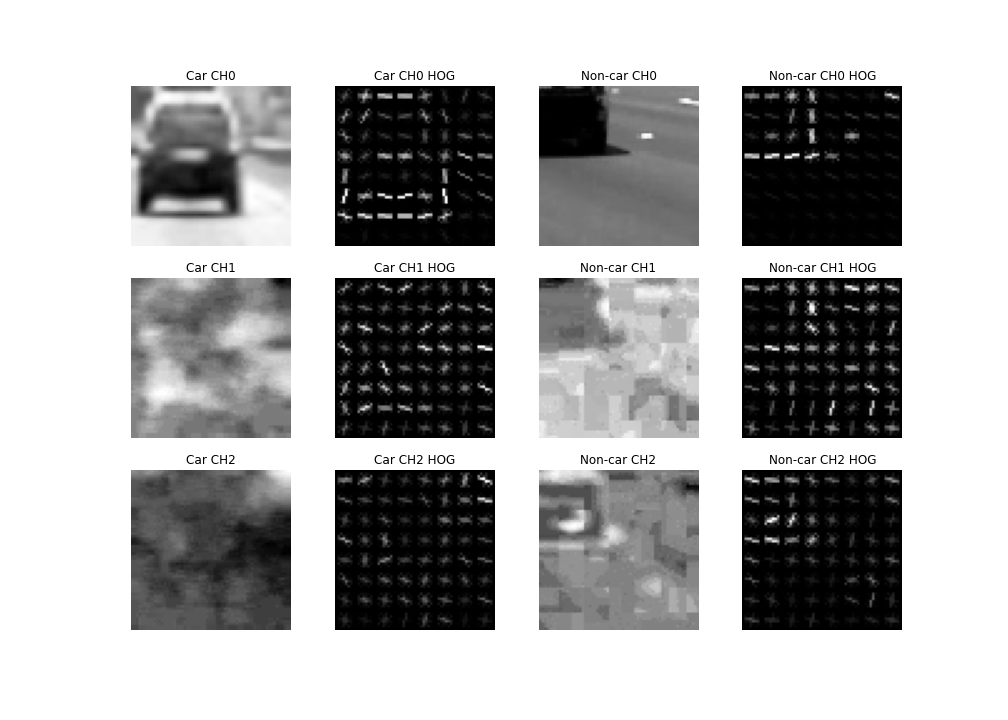 Car CH0
Car CH0 HOG
Non-car CH0
Non-car CH0 HOG
Car CH1
Car CH1 HOG
Non-car CH1
Non-car CH1 HOG
Car CH2
Car CH2 HOG
Non-car CH2
Non-car CH2 HOG